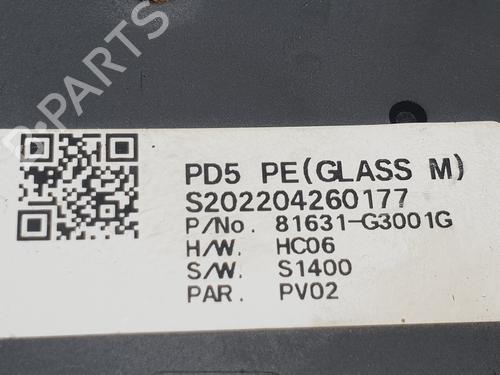 B-PARTS
PD5 PE(GLASS M)
S202204260177
P/No. 81631-G3001G
H/W. HC06
S/W. S1400
PAR. PV02